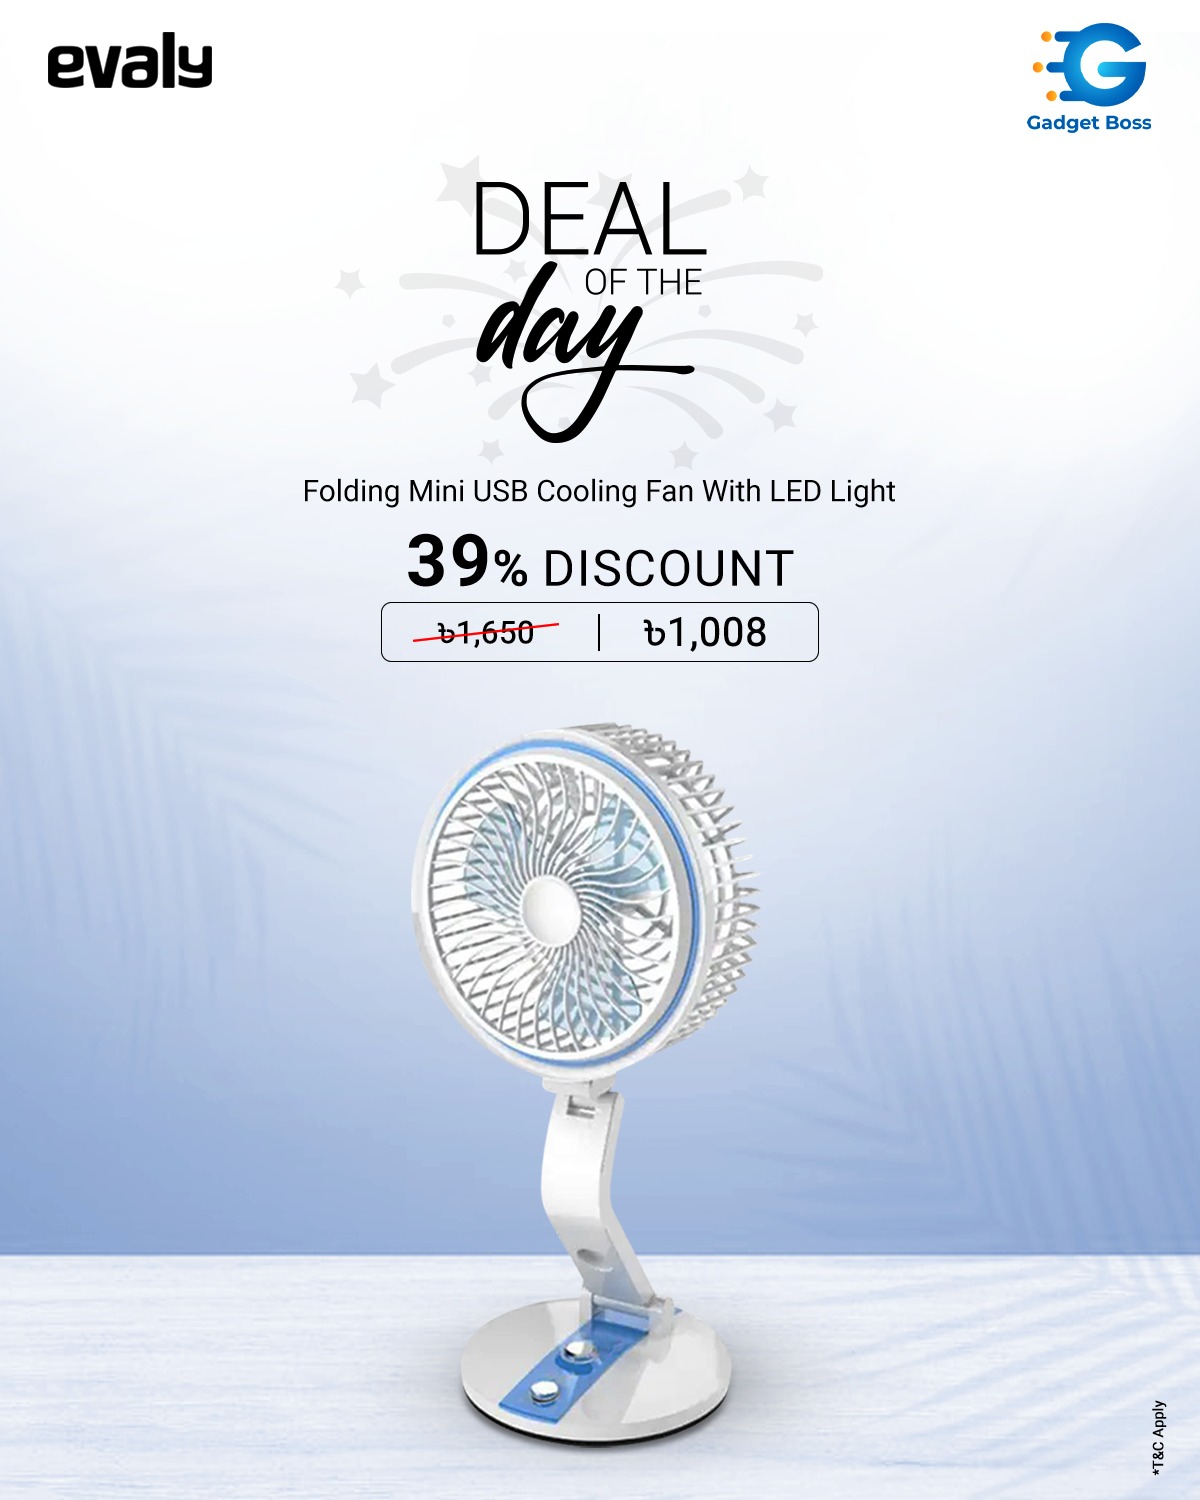 evaly
Gadget Boss
DEAL
OF THE
day
Folding Mini USB Cooling Fan With LED Light
39% DISCOUNT
৳1,650 | ৳1,008
*T&C Apply